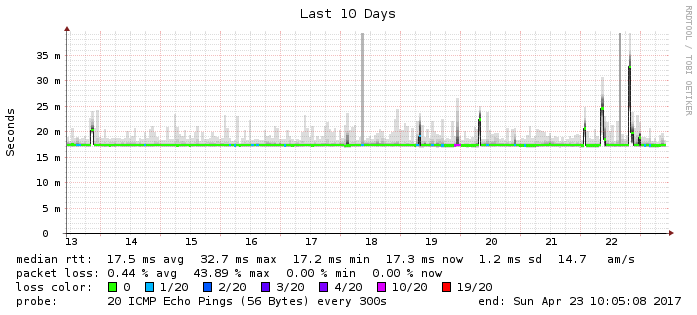 Last 10 Days
RRDTOOL / TOBI OETIKER
Seconds
35 m
30 m
25 m
20 m
15 m
10 m
5 m
0
13 14 15 16 17 18 19 20 21 22
median rtt: 17.5 ms avg 32.7 ms max 17.2 ms min 17.3 ms now 1.2 ms sd 14.7 am/s
packet loss: 0.44 % avg 43.89 % max 0.00 % min 0.00 % now
loss color: 0 1/20 2/20 3/20 4/20 10/20 19/20
probe: 20 ICMP Echo Pings (56 Bytes) every 300s end: Sun Apr 23 10:05:08 2017